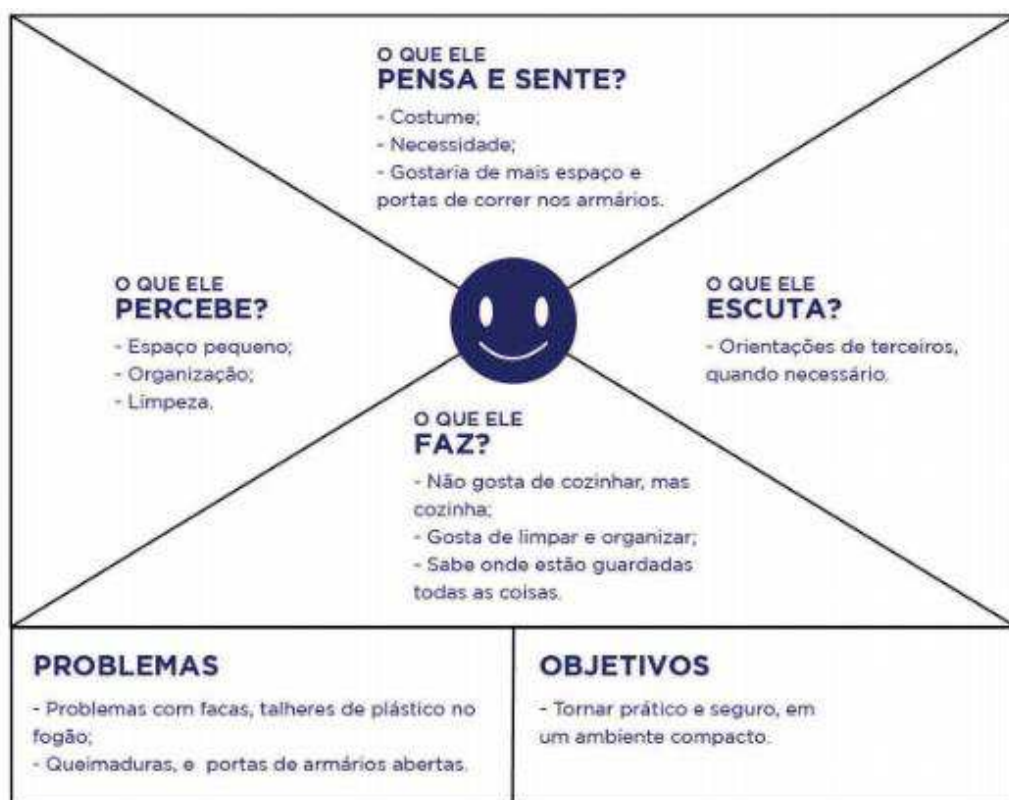 O QUE ELE
PENSA E SENTE?
- Costume;
- Necessidade;
- Gostaria de mais espaço e
portas de correr nos armários.
O QUE ELE
PERCEBE?
- Espaço pequeno;
- Organização;
- Limpeza.
O QUE ELE
ESCUTA?
- Orientações de terceiros,
quando necessário.
O QUE ELE
FAZ?
- Não gosta de cozinhar, mas
cozinha;
- Gosta de limpar e organizar;
- Sabe onde estão guardadas
todas as coisas.
PROBLEMAS
- Problemas com facas, talheres de plástico no
fogão;
- Queimaduras, e portas de armários abertas.
OBJETIVOS
- Tornar prático e seguro, em
um ambiente compacto.